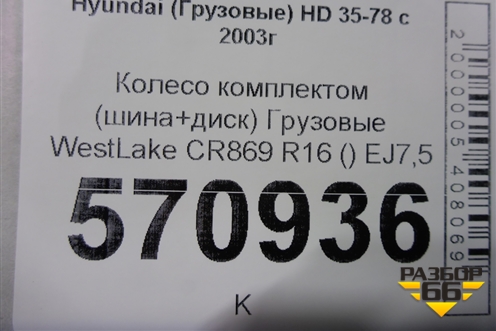 Hyundai (Грузовые) HD 35-78 с
2003г
Колесо комплектом
(шина+диск) Грузовые
WestLake CR869 R16 () EJ7,5
570936
К
2000005408069
РАЗБОР
66